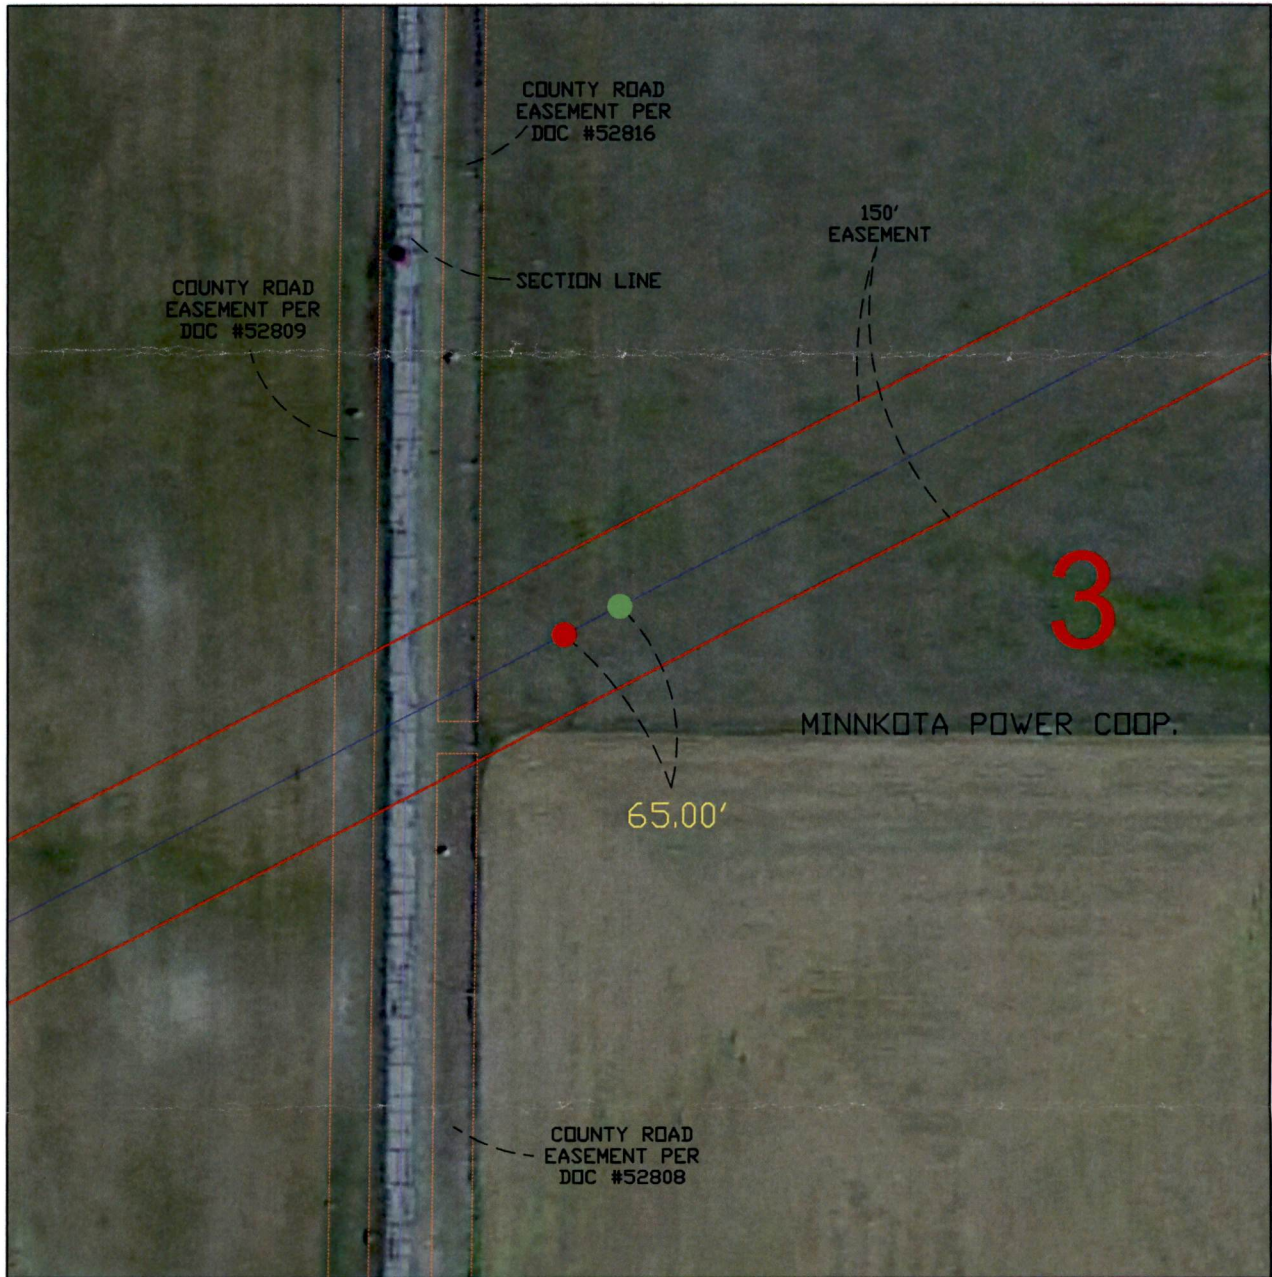 COUNTY ROAD
EASEMENT PER
DOC #52816
150'
EASEMENT
SECTION LINE
COUNTY ROAD
EASEMENT PER
DOC #52809
3
MINNKOTA POWER COOP.
65.00'
COUNTY ROAD
EASEMENT PER
DOC #52808